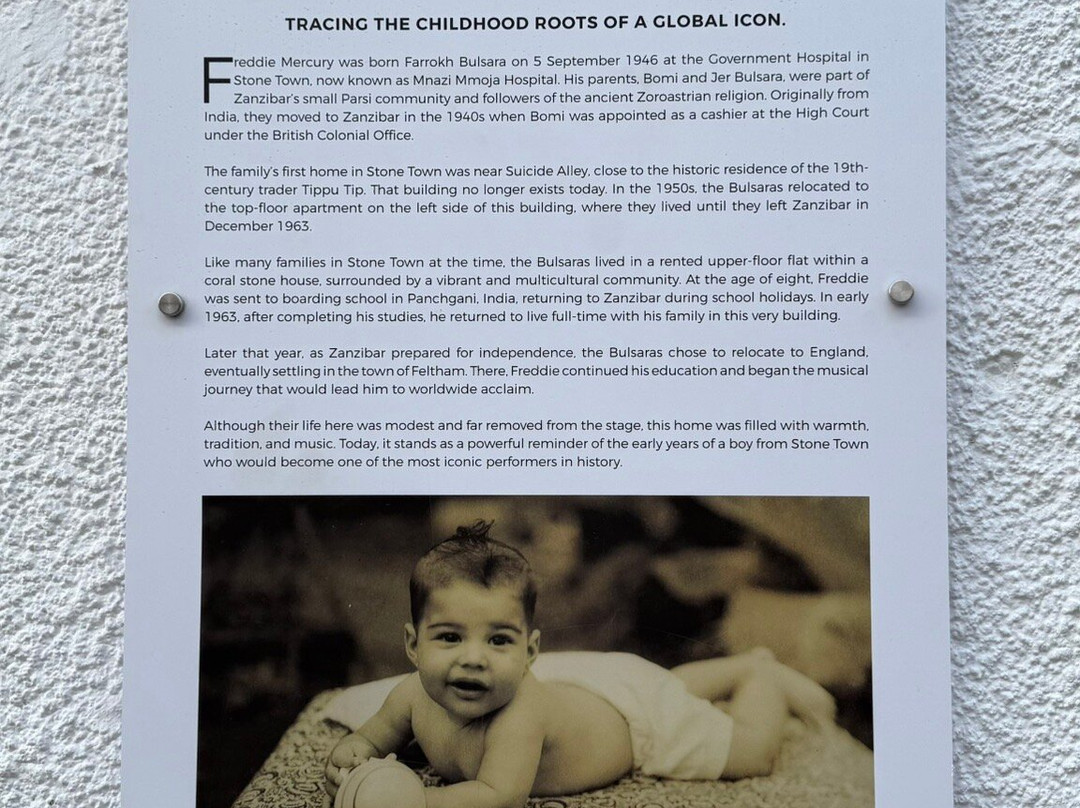 TRACING THE CHILDHOOD ROOTS OF A GLOBAL ICON.
Freddie Mercury was born Farrokh Bulsara on 5 September 1946 at the Government Hospital in
Stone Town, now known as Mnazi Mmoja Hospital. His parents, Bomi and Jer Bulsara, were part of
Zanzibar's small Parsi community and followers of the ancient Zoroastrian religion. Originally from
India, they moved to Zanzibar in the 1940s when Bomi was appointed as a cashier at the High Court
under the British Colonial Office.
The family's first home in Stone Town was near Suicide Alley, close to the historic residence of the 19th-
century trader Tippu Tip. That building no longer exists today. In the 1950s, the Bulsaras relocated to
the top-floor apartment on the left side of this building, where they lived until they left Zanzibar in
December 1963.
Like many families in Stone Town at the time, the Bulsaras lived in a rented upper-floor flat within a
coral stone house, surrounded by a vibrant and multicultural community. At the age of eight, Freddie
was sent to boarding school in Panchgani, India, returning to Zanzibar during school holidays. In early
1963, after completing his studies, he returned to live full-time with his family in this very building.
Later that year, as Zanzibar prepared for independence, the Bulsaras chose to relocate to England,
eventually settling in the town of Feltham. There, Freddie continued his education and began the musical
journey that would lead him to worldwide acclaim.
Although their life here was modest and far removed from the stage, this home was filled with warmth,
tradition, and music. Today, it stands as a powerful reminder of the early years of a boy from Stone Town
who would become one of the most iconic performers in history.